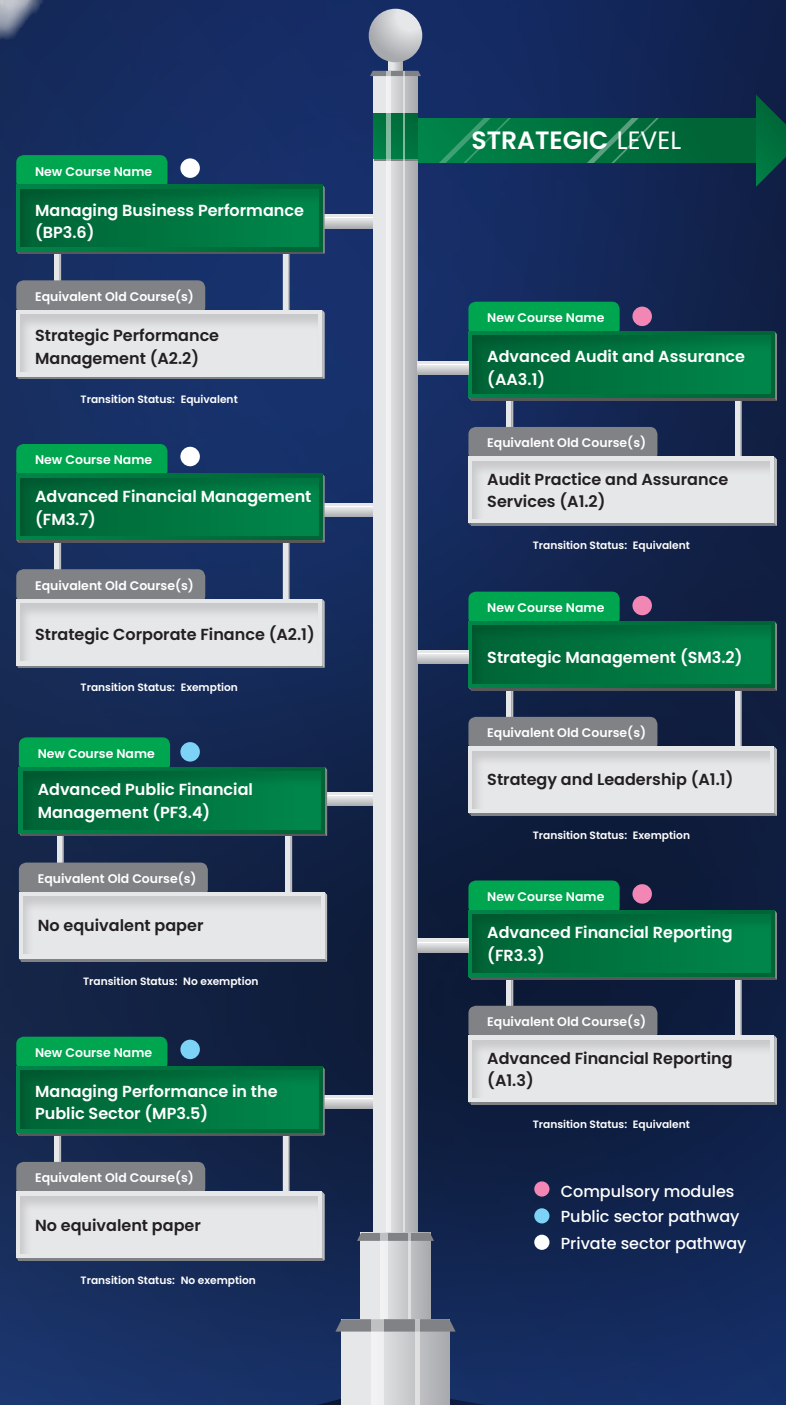 STRATEGIC LEVEL
New Course Name
Managing Business Performance
(BP3.6)
Equivalent Old Course(s)
Strategic Performance
Management (A2.2)
Transition Status: Equivalent
New Course Name
Advanced Financial Management
(FM3.7)
Equivalent Old Course(s)
Strategic Corporate Finance (A2.1)
Transition Status: Exemption
New Course Name
Advanced Public Financial
Management (PF3.4)
Equivalent Old Course(s)
No equivalent paper
Transition Status: No exemption
New Course Name
Managing Performance in the
Public Sector (MP3.5)
Equivalent Old Course(s)
No equivalent paper
Transition Status: No exemption
New Course Name
Advanced Audit and Assurance
(AA3.1)
Equivalent Old Course(s)
Audit Practice and Assurance
Services (A1.2)
Transition Status: Equivalent
New Course Name
Strategic Management (SM3.2)
Equivalent Old Course(s)
Strategy and Leadership (A1.1)
Transition Status: Exemption
New Course Name
Advanced Financial Reporting
(FR3.3)
Equivalent Old Course(s)
Advanced Financial Reporting
(A1.3)
Transition Status: Equivalent
Compulsory modules
Public sector pathway
Private sector pathway